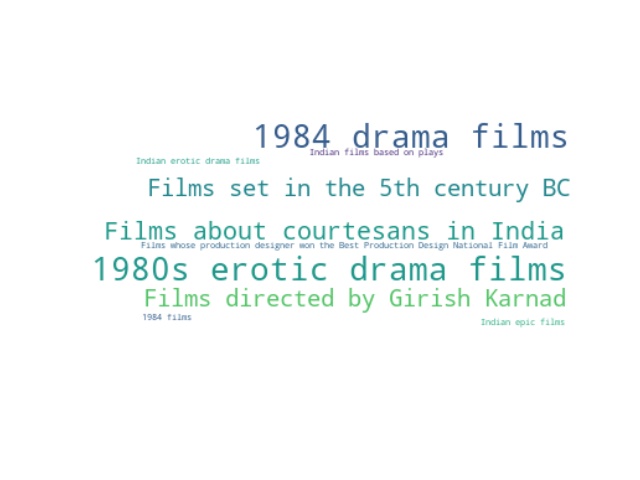 1984 drama films
Indian films based on plays
Indian erotic drama films
Films set in the 5th century BC
Films about courtesans in India
Films whose production designer won the Best Production Design National Film Award
1980s erotic drama films
Films directed by Girish Karnad
1984 films
Indian epic films